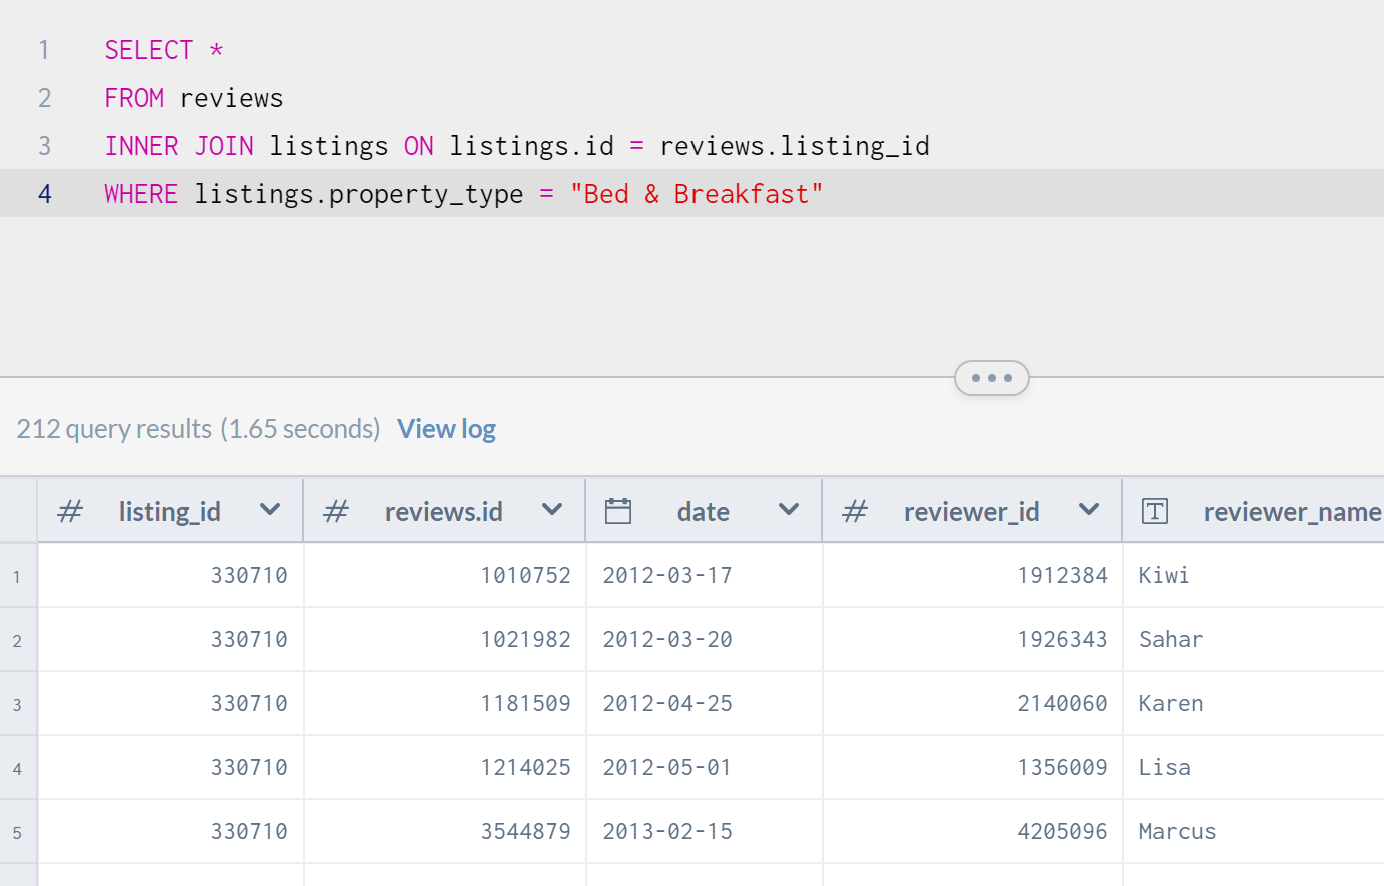 1 SELECT *
2 FROM reviews
3 INNER JOIN listings ON listings.id = reviews.listing_id
4 WHERE listings.property_type = "Bed & Breakfast"
212 query results (1.65 seconds) View log
# listing_id # reviews.id date # reviewer_id T reviewer_name
1 330710 1010752 2012-03-17 1912384 Kiwi
2 330710 1021982 2012-03-20 1926343 Sahar
3 330710 1181509 2012-04-25 2140060 Karen
4 330710 1214025 2012-05-01 1356009 Lisa
5 330710 3544879 2013-02-15 4205096 Marcus